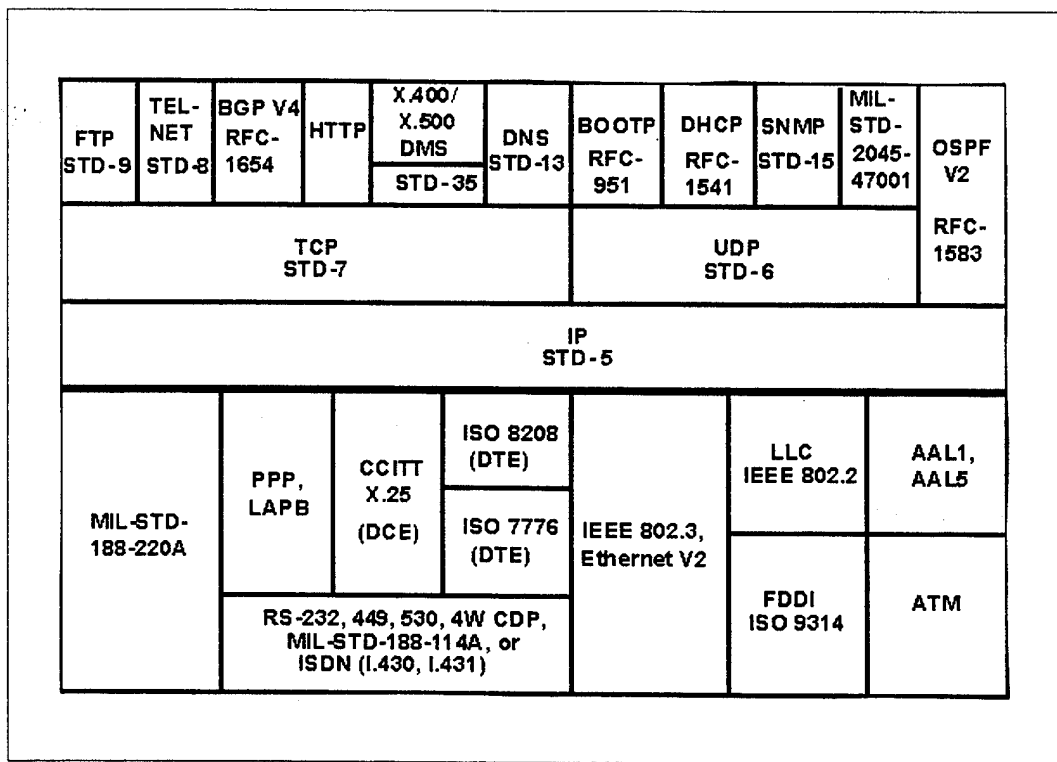 FTP
STD-9
TEL-
NET
STD-8
BGP V4
RFC-
1654
HTTP
X.400/
X.500
DMS
STD-35
DNS
STD-13
BOOTP
RFC-
951
DHCP
RFC-
1541
SNMP
STD-15
MIL-
STD-
2045-
47001
OSPF
V2
RFC-
1583
TCP
STD-7
UDP
STD-6
IP
STD-5
MIL-STD-
188-220A
PPP,
LAPB
CCITT
X.25
(DCE)
ISO 8208
(DTE)
ISO 7776
(DTE)
RS-232, 449, 530, 4W CDP,
MIL-STD-188-114A, or
ISDN (I.430, I.431)
IEEE 802.3,
Ethernet V2
LLC
IEEE 802.2
FDDI
ISO 9314
AAL1,
AAL5
ATM